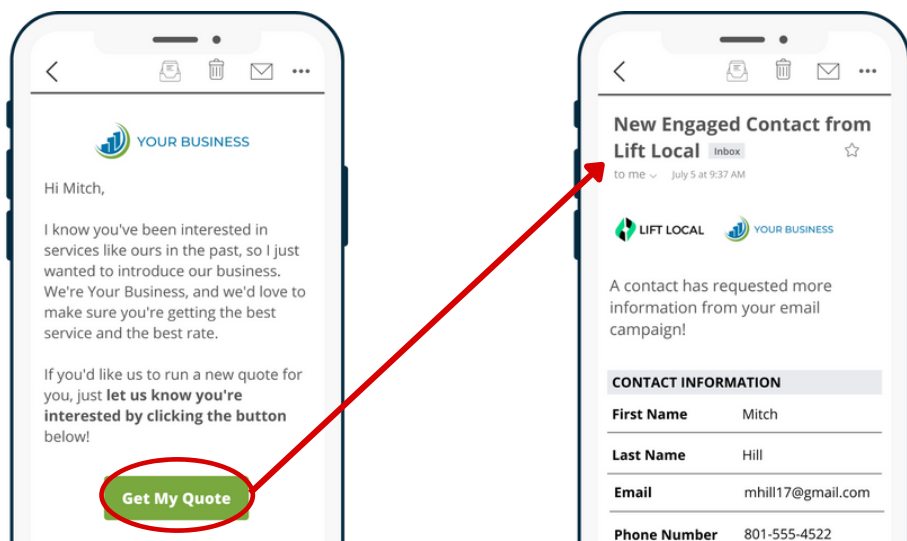 YOUR BUSINESS
Hi Mitch,
I know you've been interested in
services like ours in the past, so I just
wanted to introduce our business.
We're Your Business, and we'd love to
make sure you're getting the best
service and the best rate.
If you'd like us to run a new quote for
you, just let us know you're
interested by clicking the button
below!
Get My Quote
New Engaged Contact from
Lift Local Inbox
to me July 5 at 9:37 AM
LIFT LOCAL YOUR BUSINESS
A contact has requested more
information from your email
campaign!
CONTACT INFORMATION
First Name Mitch
Last Name Hill
Email mhill17@gmail.com
Phone Number 801-555-4522